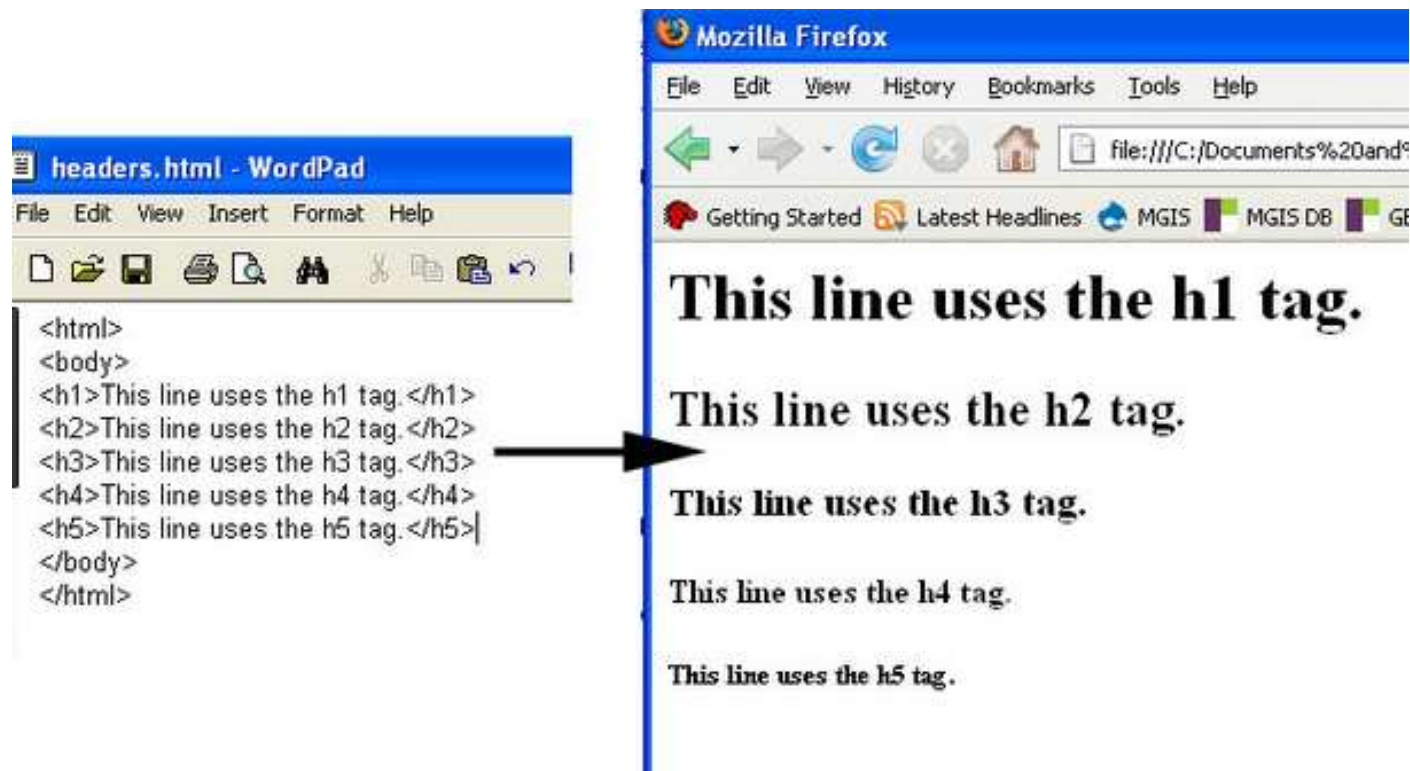 headers.html - WordPad
File Edit View Insert Format Help
<html>
<body>
<h1>This line uses the h1 tag.</h1>
<h2>This line uses the h2 tag.</h2>
<h3>This line uses the h3 tag.</h3>
<h4>This line uses the h4 tag.</h4>
<h5>This line uses the h5 tag.</h5>
</body>
</html>
Mozilla Firefox
File Edit View History Bookmarks Tools Help
file:///C:/Documents%20and%
Getting Started Latest Headlines MGIS MGIS DB GE
This line uses the h1 tag.
This line uses the h2 tag.
This line uses the h3 tag.
This line uses the h4 tag.
This line uses the h5 tag.